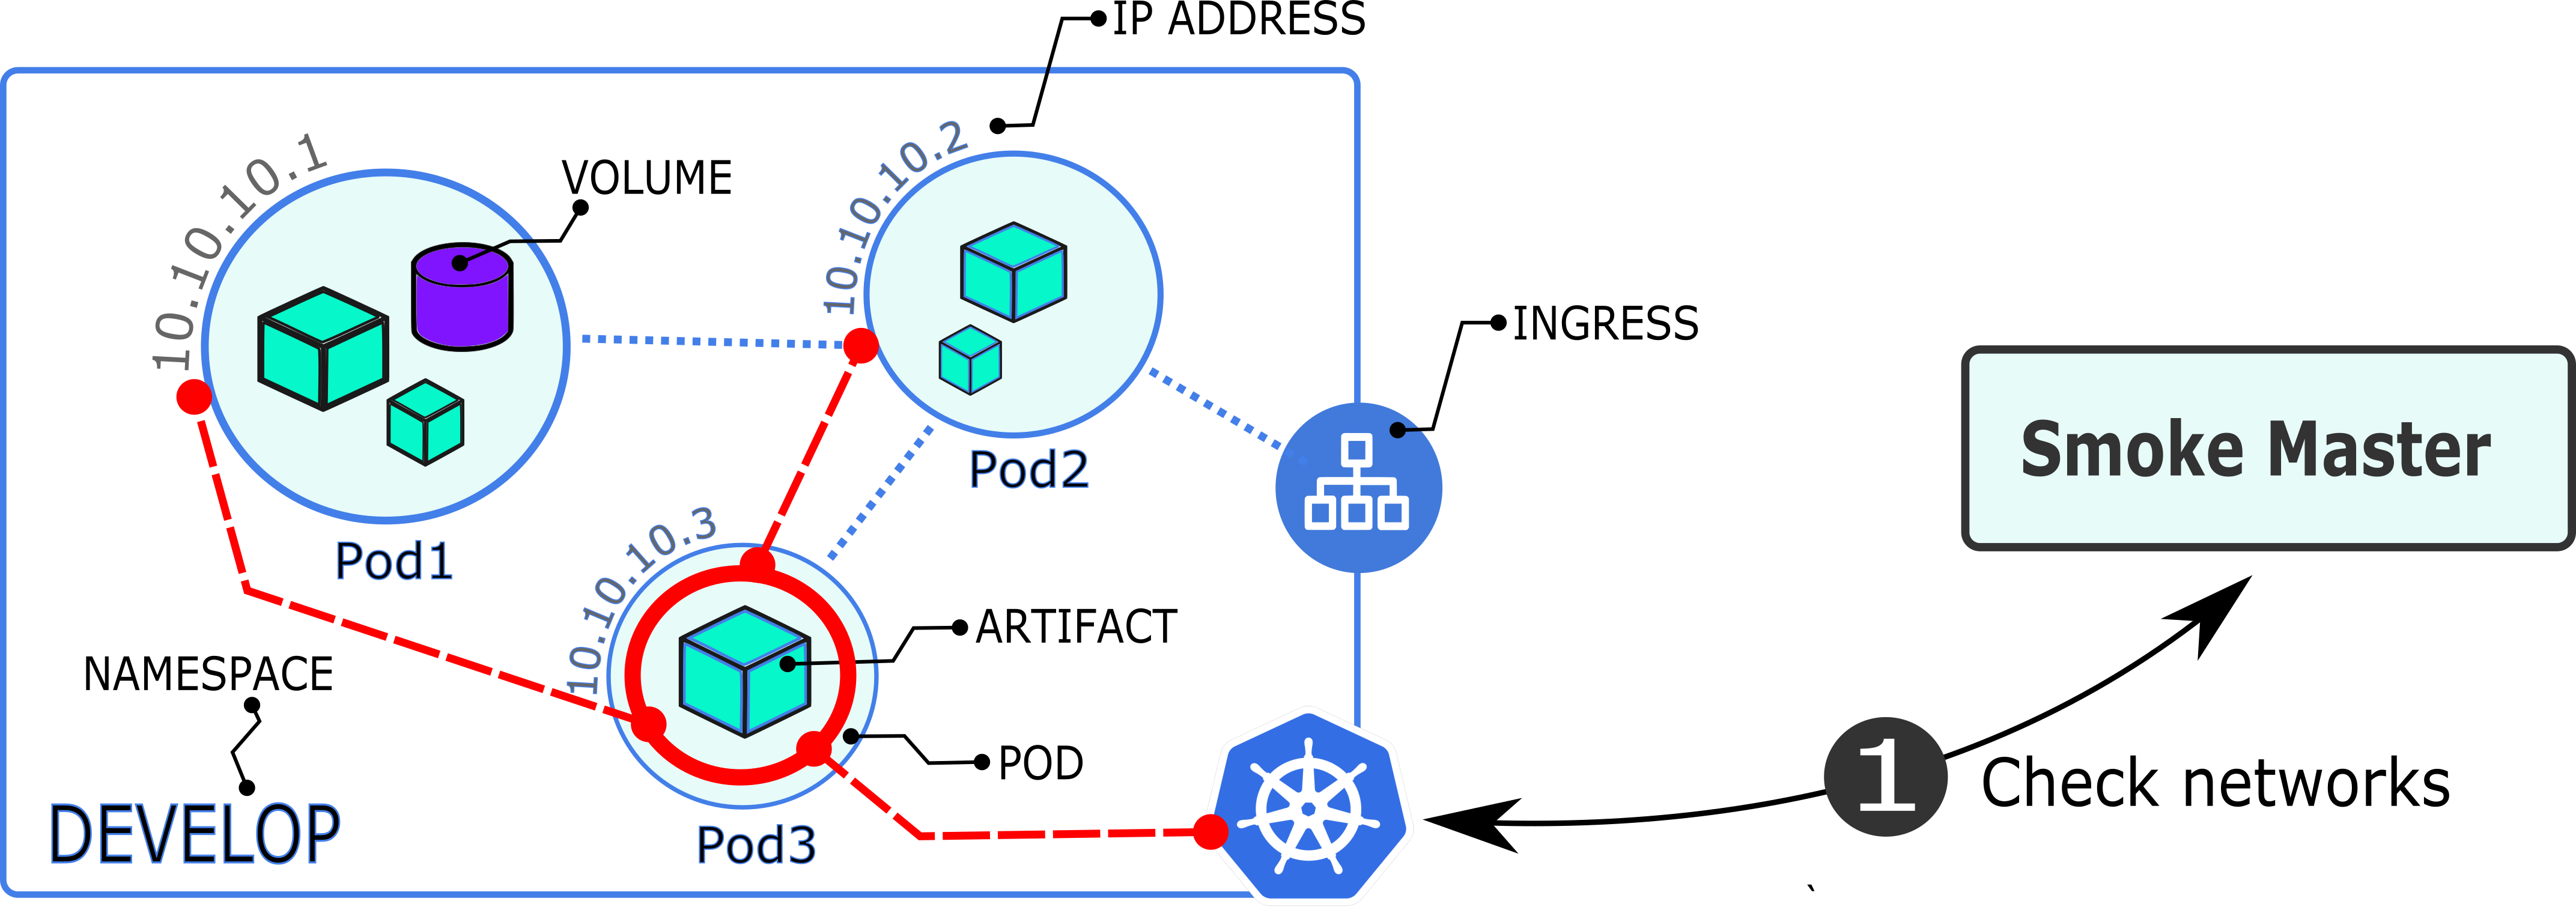 IP ADDRESS
10.10.10.1
VOLUME
10.10.10.2
INGRESS
Smoke Master
Pod2
Pod1
10.10.10.3
ARTIFACT
NAMESPACE
POD
1
Check networks
DEVELOP
Pod3
`